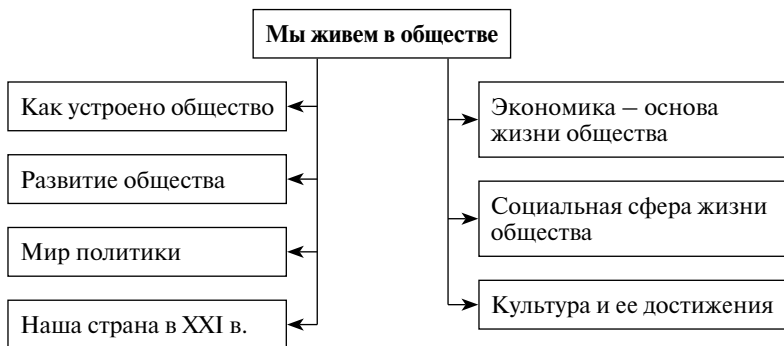 Мы живем в обществе
Как устроено общество
Развитие общества
Мир политики
Наша страна в XXI в.
Экономика – основа
жизни общества
Социальная сфера жизни
общества
Культура и ее достижения